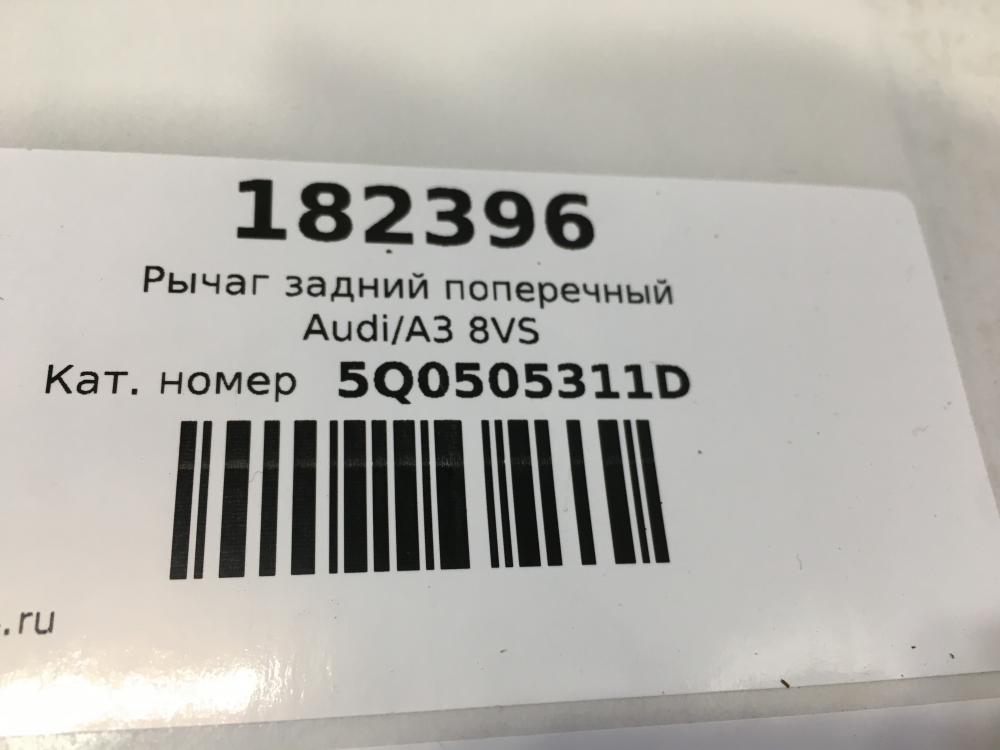 182396
Рычаг задний поперечный
Audi/A3 8VS
Кат. номер 5Q0505311D
.ru